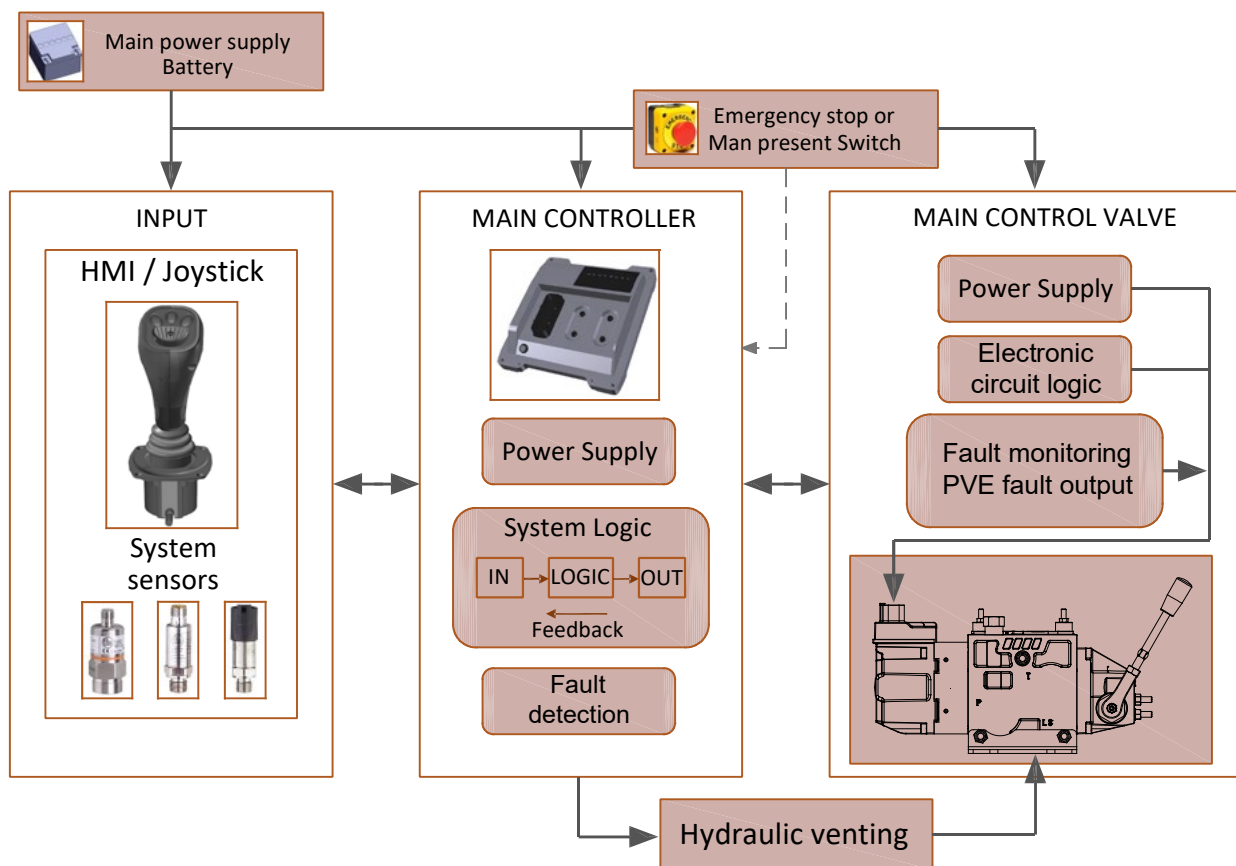 Main power supply
Battery
Emergency stop or
Man present Switch
INPUT
HMI / Joystick
System
sensors
MAIN CONTROLLER
Power Supply
System Logic
IN
LOGIC
OUT
Feedback
Fault
detection
MAIN CONTROL VALVE
Power Supply
Electronic
circuit logic
Fault monitoring
PVE fault output
T
P
LS
Hydraulic venting